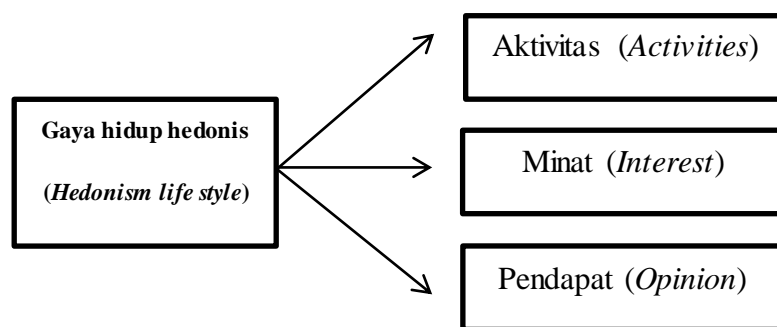 Gaya hidup hedonis
(Hedonism life style)
Aktivitas (Activities)
Minat (Interest)
Pendapat (Opinion)